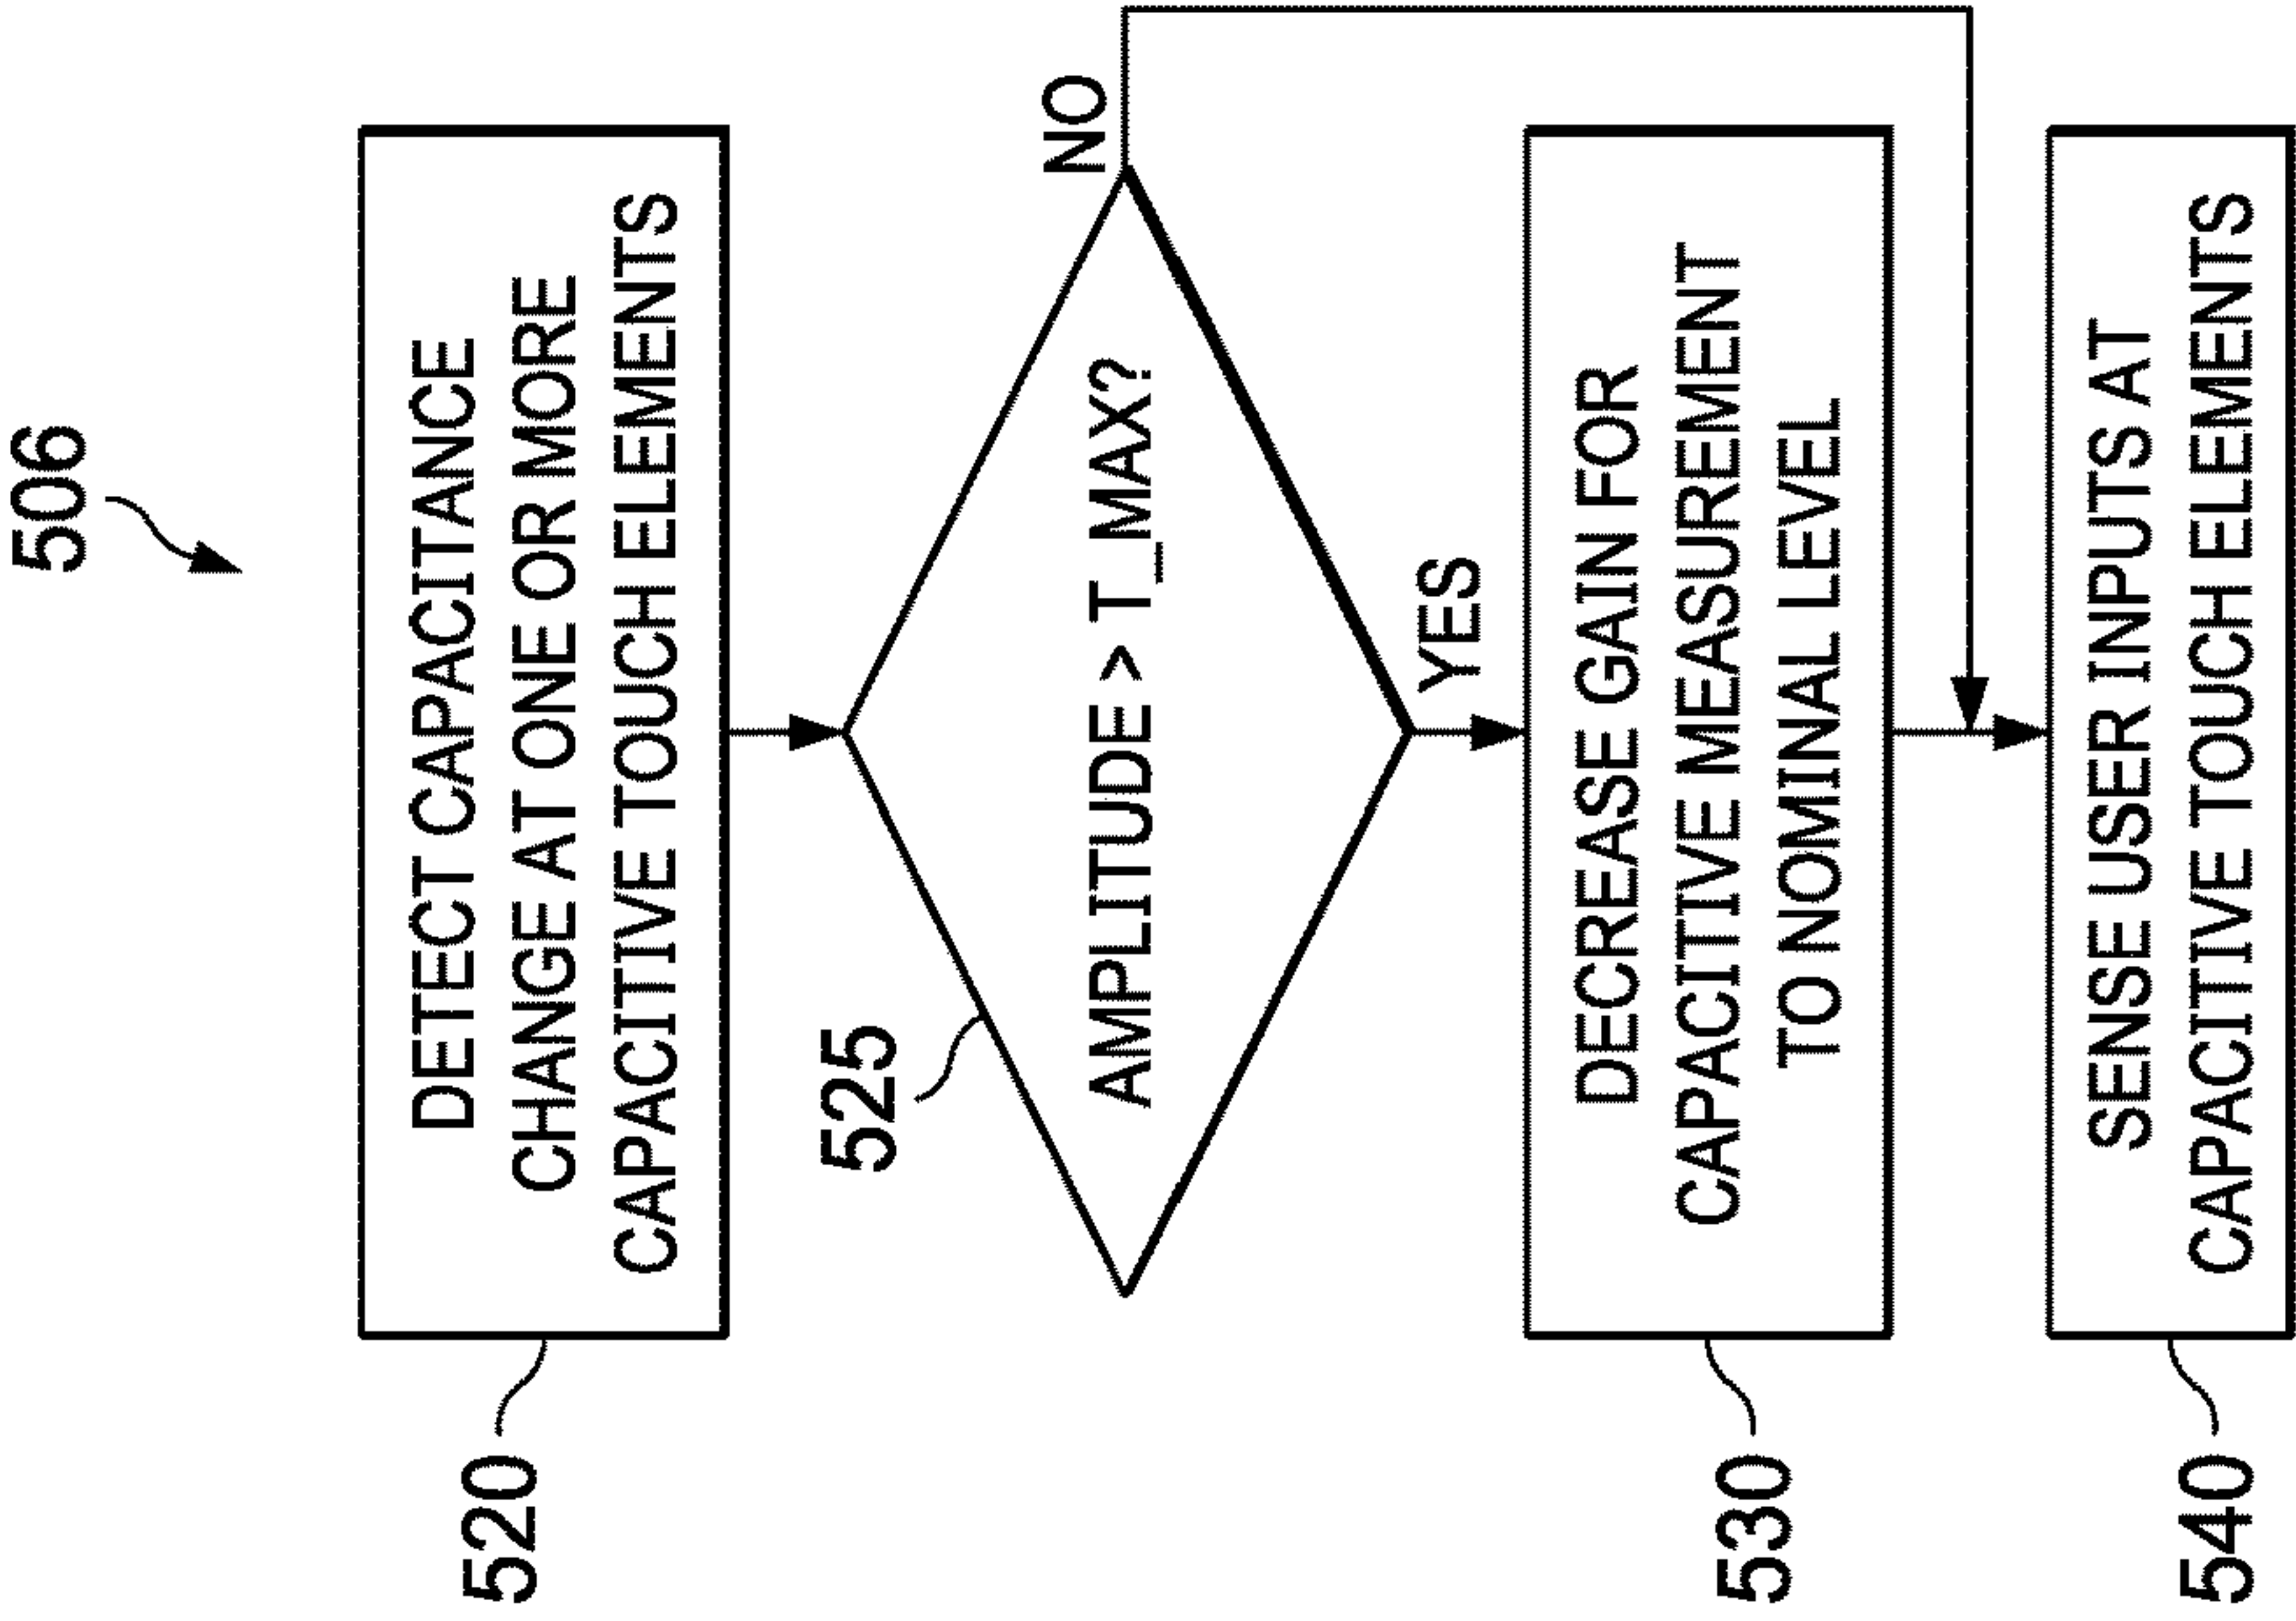 506
520
DETECT CAPACITANCE
CHANGE AT ONE OR MORE
CAPACITIVE TOUCH ELEMENTS
525
AMPLITUDE > T_MAX?
NO
YES
530
DECREASE GAIN FOR
CAPACITIVE MEASUREMENT
TO NOMINAL LEVEL
540
SENSE USER INPUTS AT
CAPACITIVE TOUCH ELEMENTS